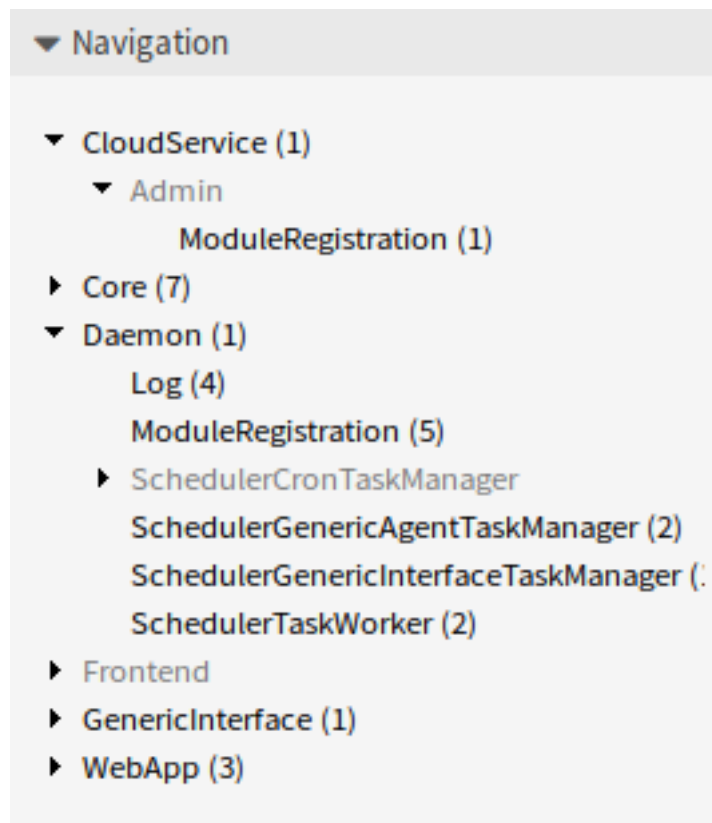 Navigation
CloudService (1)
Admin
ModuleRegistration (1)
Core (7)
Daemon (1)
Log (4)
ModuleRegistration (5)
SchedulerCronTaskManager
SchedulerGenericAgentTaskManager (2)
SchedulerGenericInterfaceTaskManager (
SchedulerTaskWorker (2)
Frontend
GenericInterface (1)
WebApp (3)